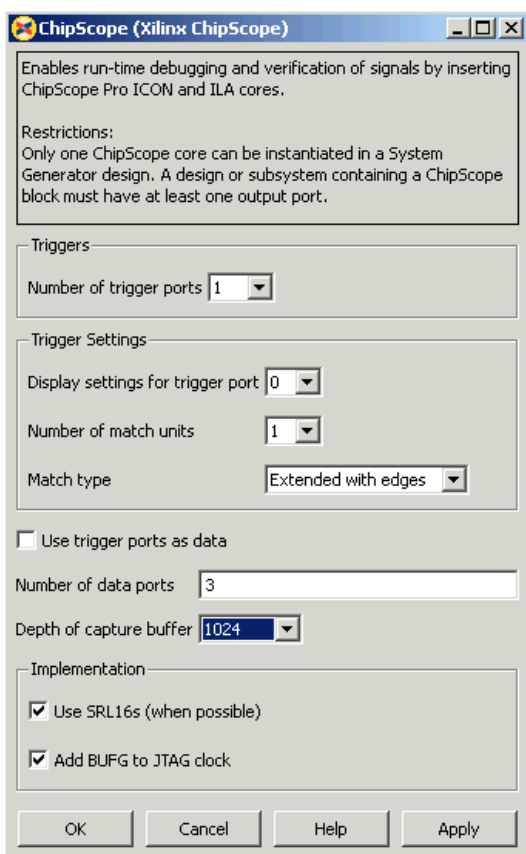 ChipScope (Xilinx ChipScope)
Enables run-time debugging and verification of signals by inserting
ChipScope Pro ICON and ILA cores.
Restrictions:
Only one ChipScope core can be instantiated in a System
Generator design. A design or subsystem containing a ChipScope
block must have at least one output port.
Triggers
Number of trigger ports 1
Trigger Settings
Display settings for trigger port 0
Number of match units 1
Match type Extended with edges
Use trigger ports as data
Number of data ports 3
Depth of capture buffer 1024
Implementation
Use SRL16s (when possible)
Add BUFG to JTAG clock
OK Cancel Help Apply